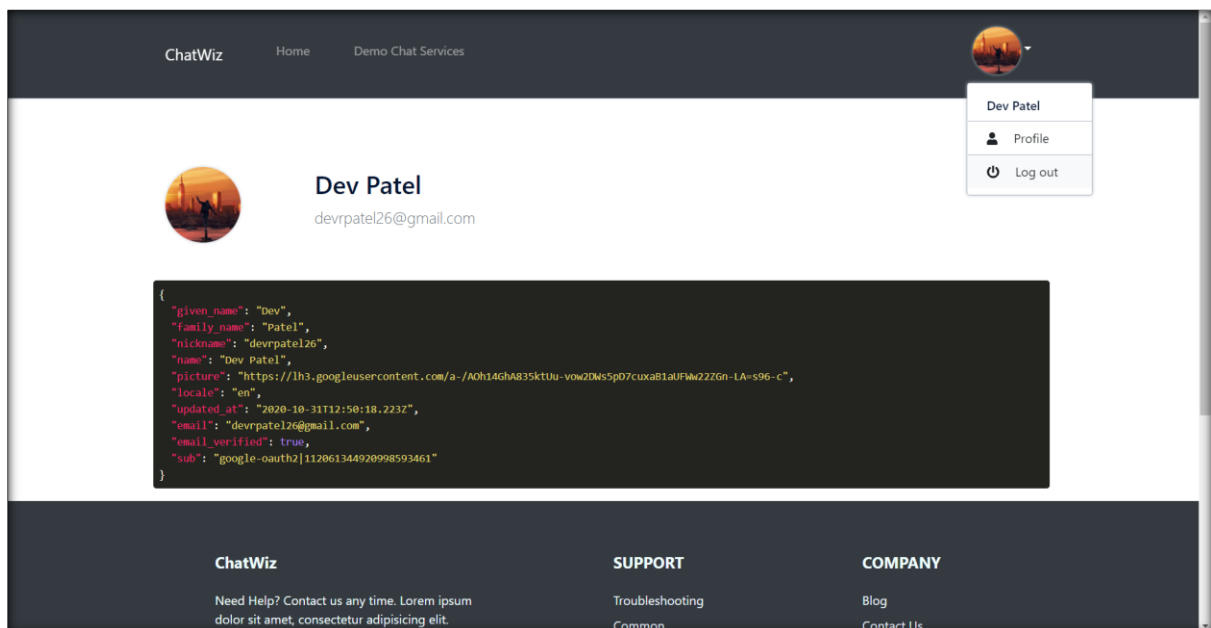 ChatWiz Home Demo Chat Services
Dev Patel
Profile
Log out
Dev Patel
devrpatel26@gmail.com
{
"given_name": "Dev",
"family_name": "Patel",
"nickname": "devrpatel26",
"name": "Dev Patel",
"picture": "https://lh3.googleusercontent.com/a-/AOh14GhA835ktUu-vow2DWs5pD7cuxaB1aUFWw22ZGn-LA=s96-c",
"locale": "en",
"updated_at": "2020-10-31T12:50:18.223Z",
"email": "devrpatel26@gmail.com",
"email_verified": true,
"sub": "google-oauth2|112061344920998593461"
}
ChatWiz
Need Help? Contact us any time. Lorem ipsum
dolor sit amet, consectetur adipisicing elit.
SUPPORT
Troubleshooting
Common
COMPANY
Blog
Contact Us